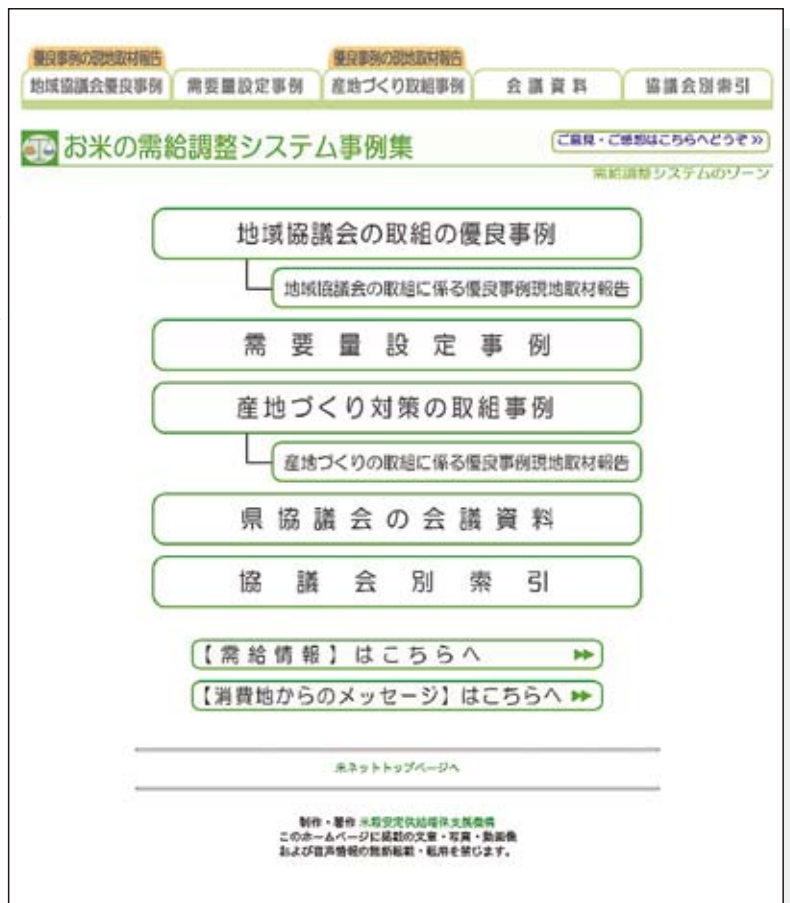 優良事例の現地取材報告
優良事例の現地取材報告
地域協議会優良事例
需要量設定事例
産地づくり取組事例
会議資料
協議会別索引
お米の需給調整システム事例集
ご意見・ご感想はこちらへどうぞ »
需給調整システムのゾーン
地域協議会の取組の優良事例
地域協議会の取組に係る優良事例現地取材報告
需要量設定事例
産地づくり対策の取組事例
産地づくりの取組に係る優良事例現地取材報告
県協議会の会議資料
協議会別索引
【需給情報】はこちらへ
【消費地からのメッセージ】はこちらへ
米ネットトップページへ
制作・著作 米穀安定供給確保支援機構
このホームページに掲載の文章・写真・動画像
および音声情報の無断転載・転用を禁じます。